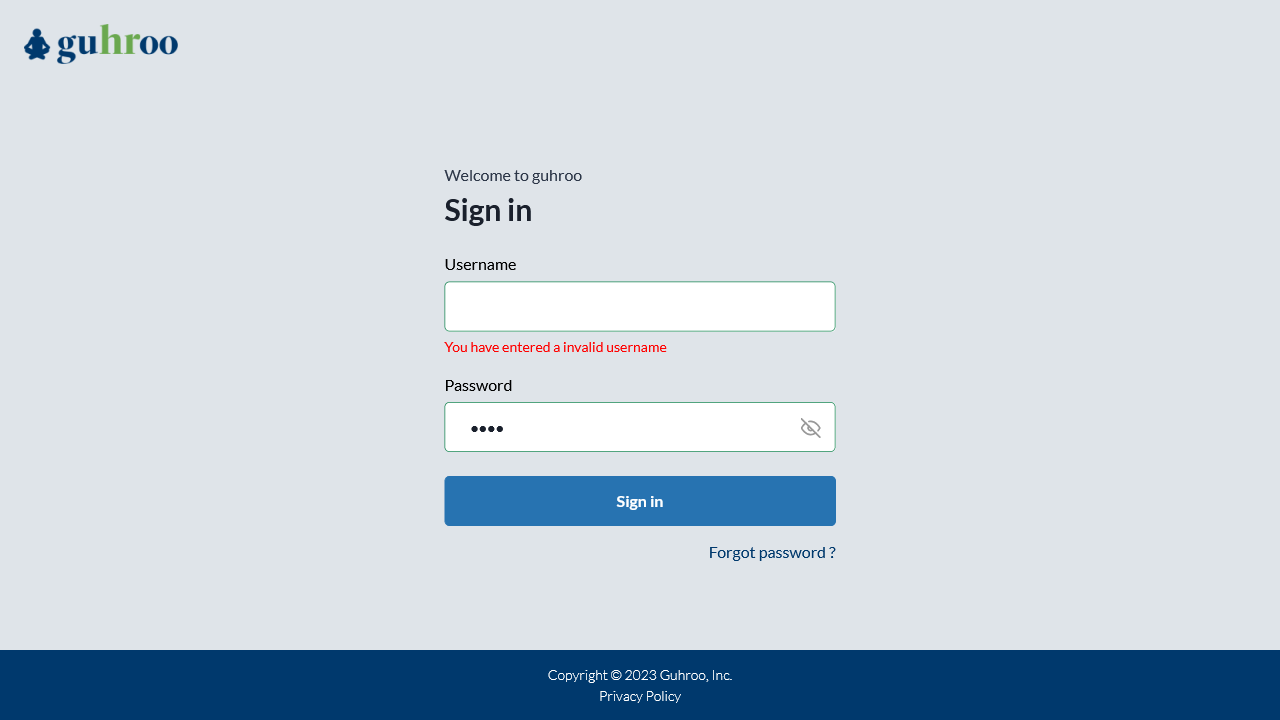 guhroo
Welcome to guhroo
Sign in
Username
You have entered a invalid username
Password
••••
Sign in
Forgot password ?
Copyright © 2023 Guhroo, Inc.
Privacy Policy